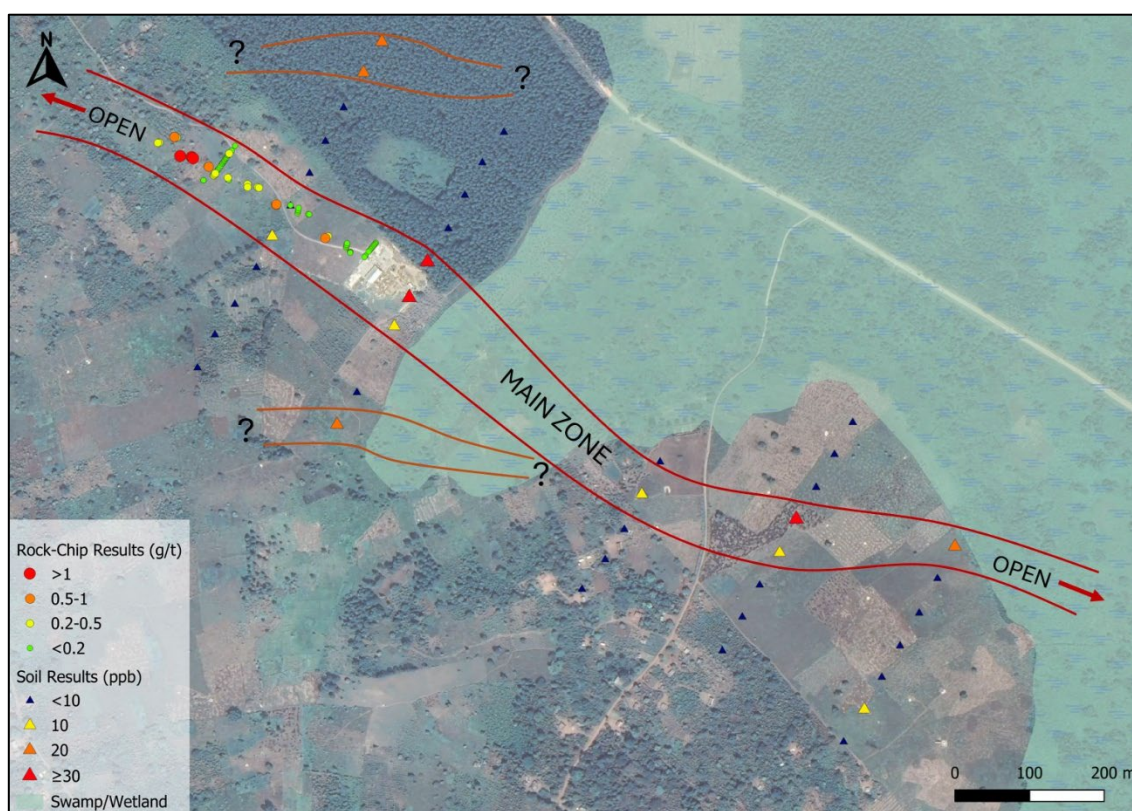 N
?
?
OPEN
MAIN ZONE
?
?
OPEN
Rock-Chip Results (g/t)
>1
0.5-1
0.2-0.5
<0.2
Soil Results (ppb)
<10
10
20
≥30
Swamp/Wetland
0 100 200 m